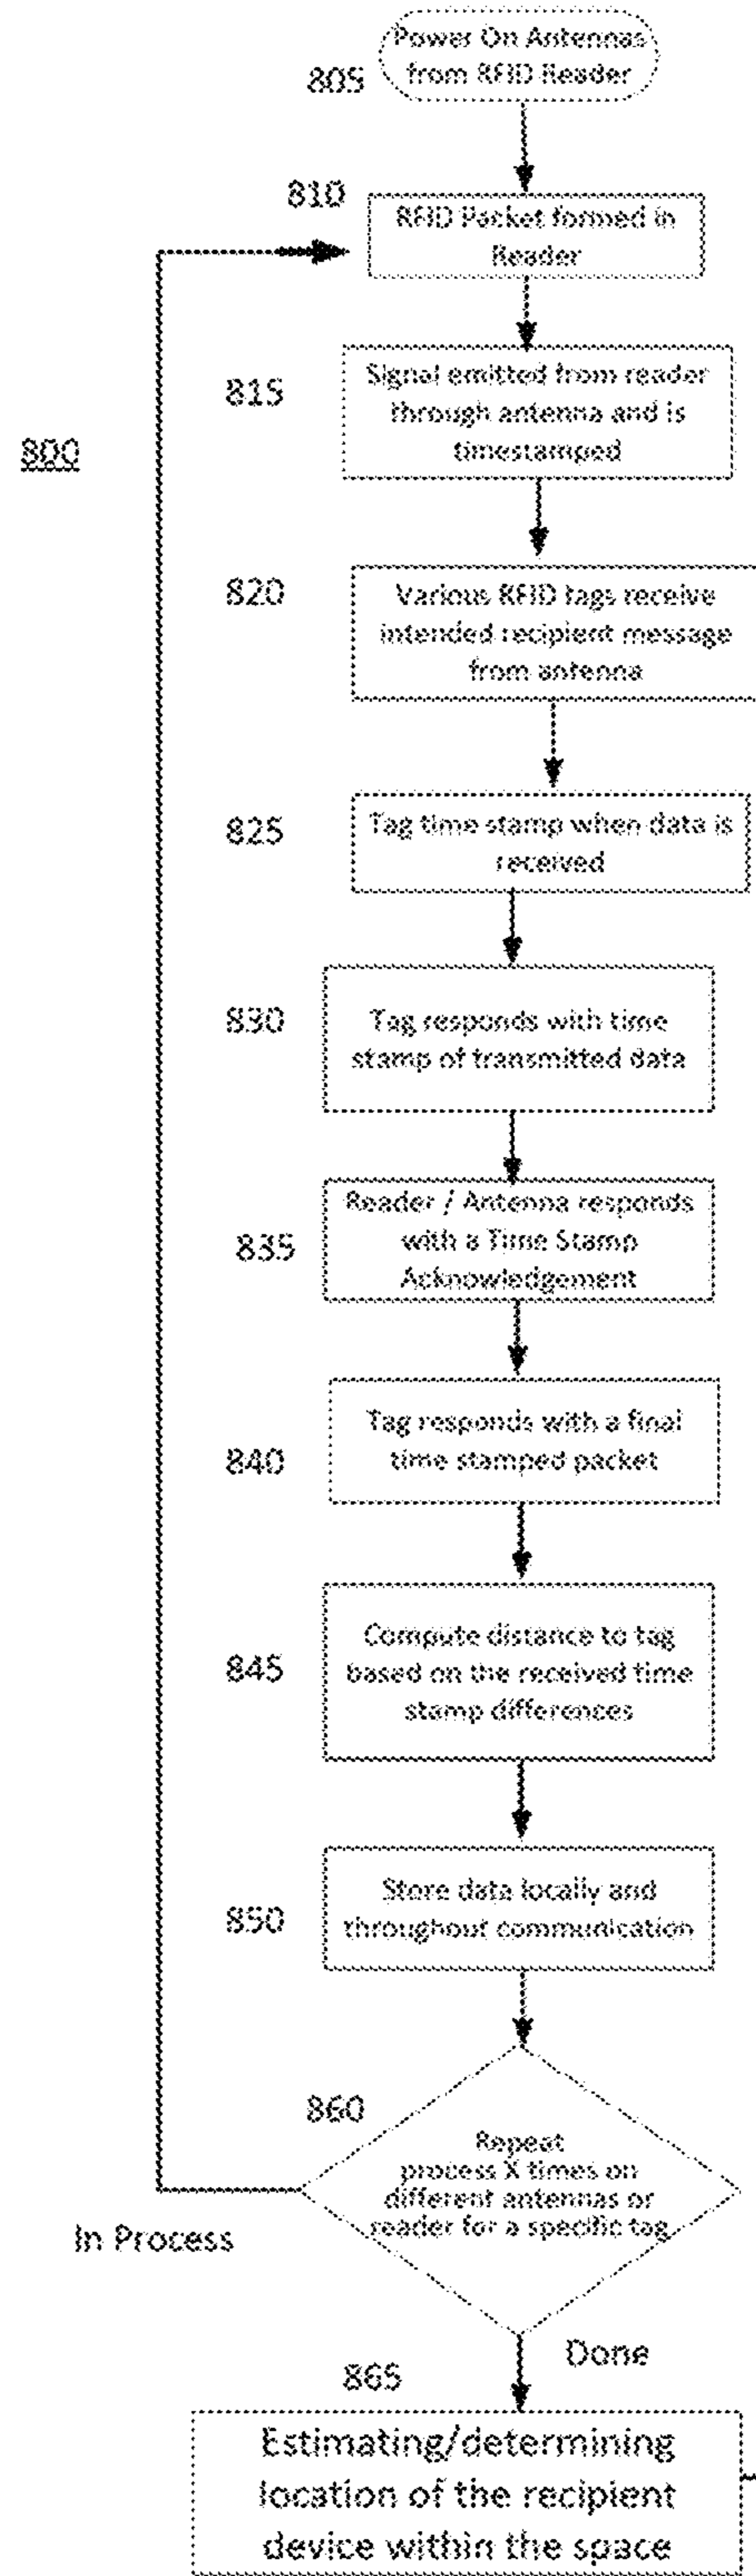 Power On Antennas
from RFID Reader
805
810
RFID Packet formed in
Reader
815
Signal emitted from reader
through antenna and is
timestamped
800
820
Various RFID tags receive
intended recipient message
from antenna
825
Tag time stamp when data is
received
830
Tag responds with time
stamp of transmitted data
835
Reader / Antenna responds
with a Time Stamp
Acknowledgement
840
Tag responds with a final
time stamped packet
845
Compute distance to tag
based on the received time
stamp differences
850
Store data locally and
throughout communication
860
Repeat
process X times on
different antennas or
reader for a specific tag
In Process
Done
865
Estimating/determining
location of the recipient
device within the space